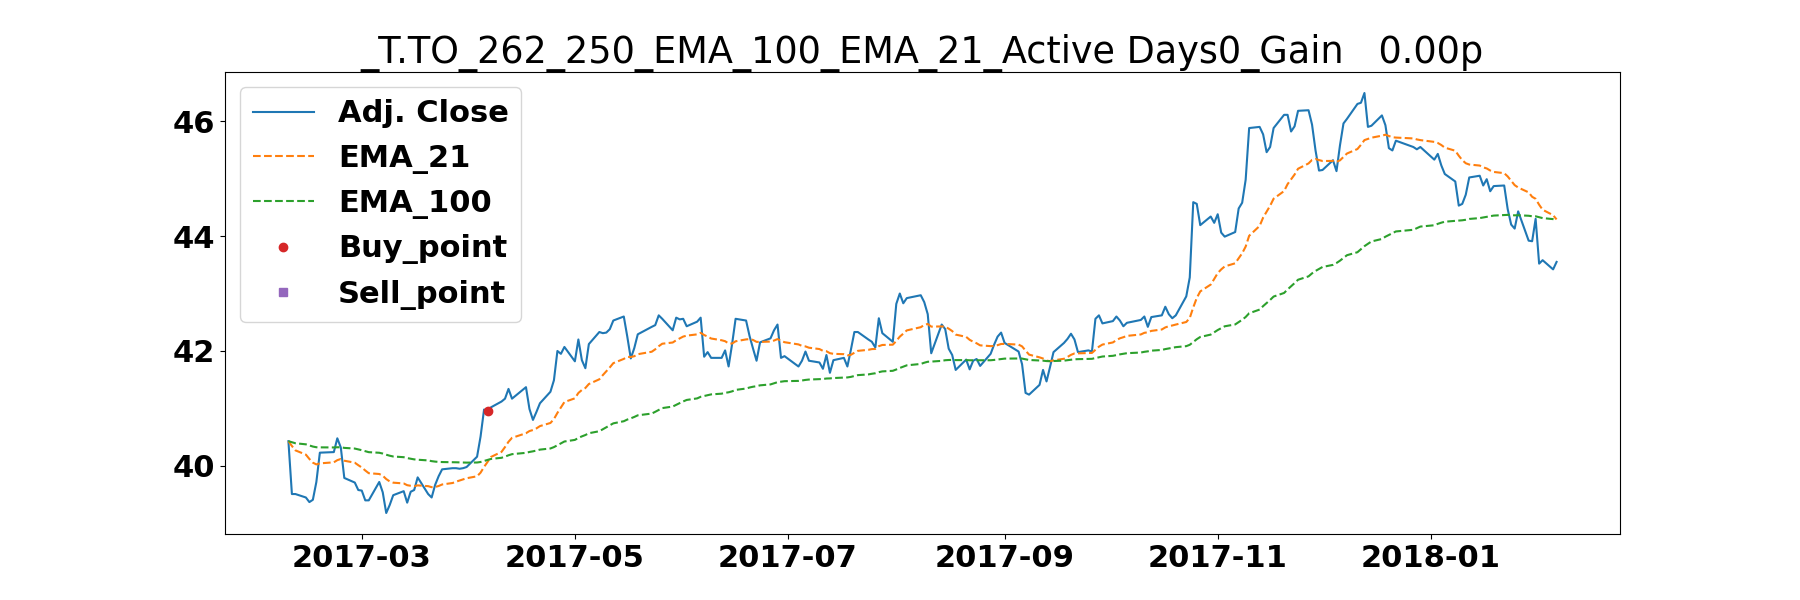 _T.TO_262_250_EMA_100_EMA_21_Active Days0_Gain   0.00p
Adj. Close
EMA_21
EMA_100
Buy_point
Sell_point
46
44
42
40
2017-03 2017-05 2017-07 2017-09 2017-11 2018-01